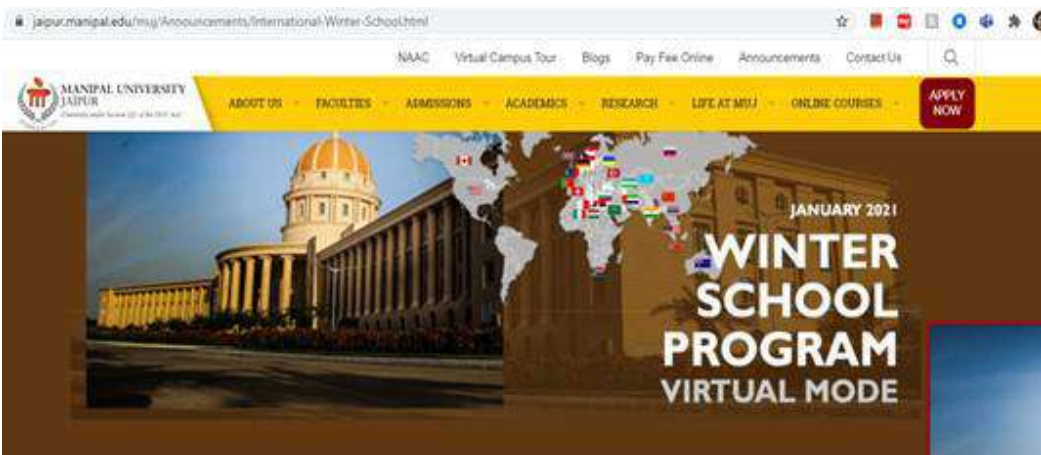 jaipur.manipal.edu/muj/Announcements/International-Winter-School.html
NAAC Virtual Campus Tour Blogs Pay Fee Online Announcements Contact Us
MANIPAL UNIVERSITY
JAIPUR
ABOUT US FACULTIES ADMISSIONS ACADEMICS RESEARCH LIFE AT MUJ ONLINE COURSES
APPLY
NOW
JANUARY 2021
WINTER
SCHOOL
PROGRAM
VIRTUAL MODE